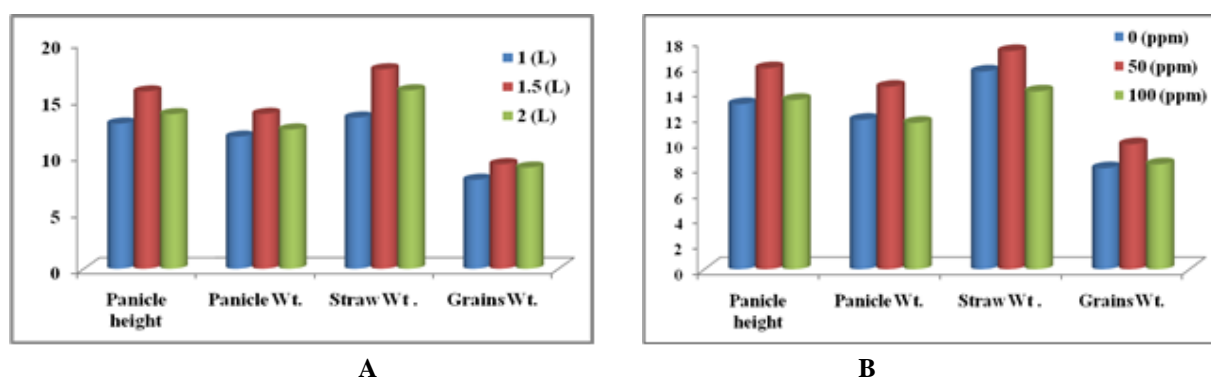 20
15
10
5
0
1 (L)
1.5 (L)
2 (L)
Panicle height
Panicle Wt.
Straw Wt .
Grains Wt.
A
18
16
14
12
10
8
6
4
2
0
0 (ppm)
50 (ppm)
100 (ppm)
Panicle height
Panicle Wt.
Straw Wt .
Grains Wt.
B